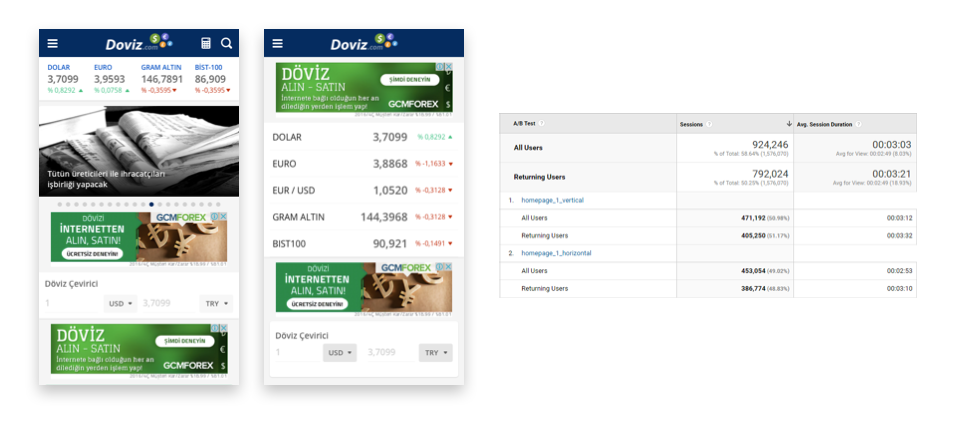 Doviz.com
DOLAR EURO GRAM ALTIN BİST-100
3,7099 3,9593 146,7891 86,909
% 0,8292 ▲ % 0,0758 ▲ % -0,3595 ▼ % -0,3595 ▼
Tütün üreticileri ile ihracatçıları
işbirliği yapacak
DÖVİZİ
İNTERNETTEN
ALIN, SATIN!
ÜCRETSİZ DENEYİN!
GCMFOREX
Döviz Çevirici
1 USD 3,7099 TRY
DÖVİZ
ALIN - SATIN
İnternete bağlı olduğun her an
dilediğin yerden işlem yap!
ŞİMDİ DENEYİN
GCMFOREX
Doviz.com
DÖVİZ
ALIN - SATIN
İnternete bağlı olduğun her an
dilediğin yerden işlem yap!
ŞİMDİ DENEYİN
GCMFOREX
DOLAR 3,7099 % 0,8292 ▲
EURO 3,8868 % -1,1633 ▼
EUR / USD 1,0520 % -0,3128 ▼
GRAM ALTIN 144,3968 % -0,3128 ▼
BIST100 90,921 % -0,1491 ▼
DÖVİZİ
İNTERNETTEN
ALIN, SATIN!
ÜCRETSİZ DENEYİN!
GCMFOREX
Döviz Çevirici
1 USD 3,7099 TRY
A/B Test Sessions Avg. Session Duration
All Users 924,246 00:03:03
% of Total: 58.64% (1,576,070) Avg for View: 00:02:49 (8.03%)
Returning Users 792,024 00:03:21
% of Total: 50.25% (1,576,070) Avg for View: 00:02:49 (18.93%)
1. homepage_1_vertical
All Users 471,192 (50.98%) 00:03:12
Returning Users 405,250 (51.17%) 00:03:32
2. homepage_1_horizontal
All Users 453,054 (49.02%) 00:02:53
Returning Users 386,774 (48.83%) 00:03:10